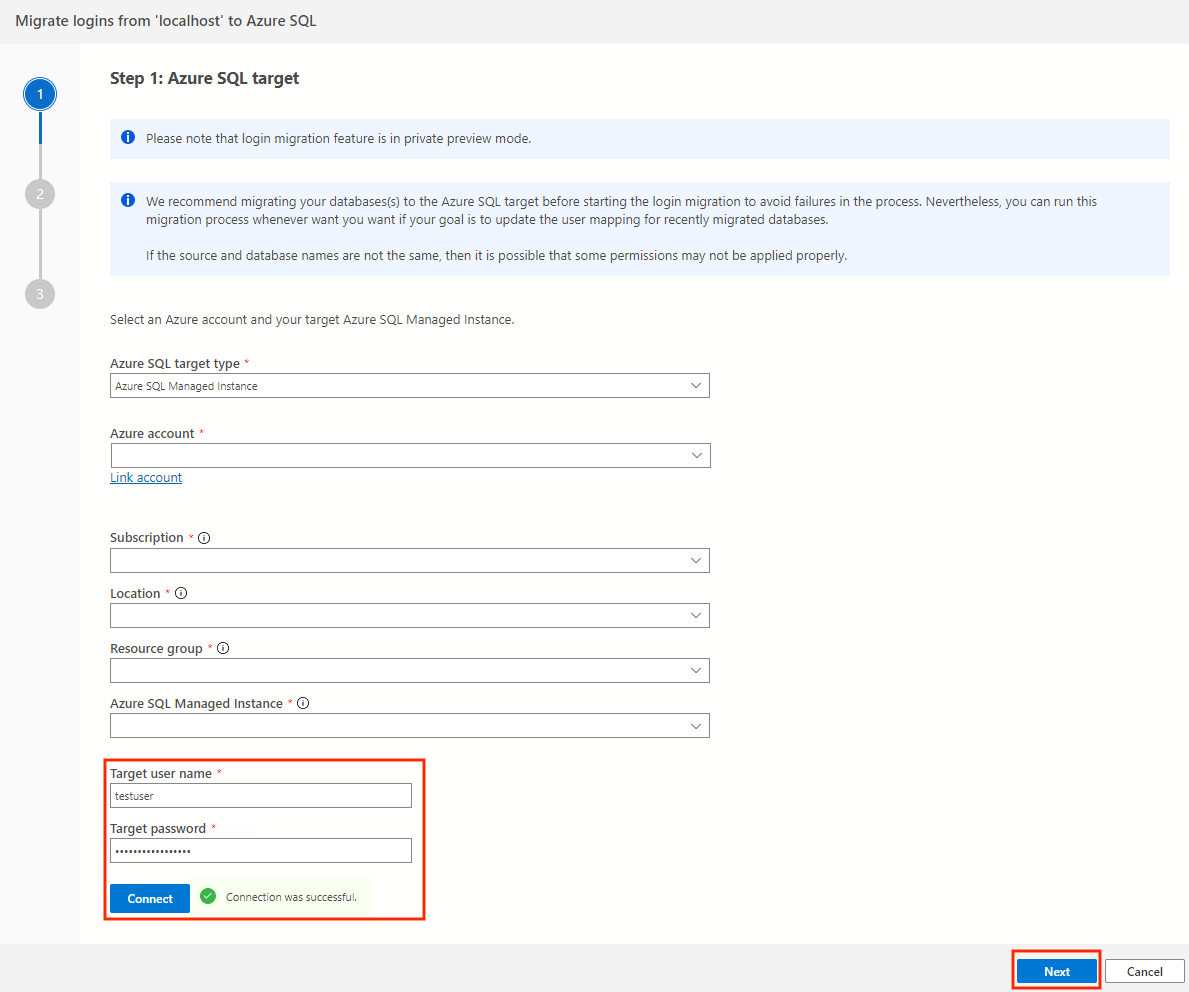 Migrate logins from 'localhost' to Azure SQL
1
2
3
Step 1: Azure SQL target
Please note that login migration feature is in private preview mode.
We recommend migrating your databases(s) to the Azure SQL target before starting the login migration to avoid failures in the process. Nevertheless, you can run this
migration process whenever want you want if your goal is to update the user mapping for recently migrated databases.
If the source and database names are not the same, then it is possible that some permissions may not be applied properly.
Select an Azure account and your target Azure SQL Managed Instance.
Azure SQL target type *
Azure SQL Managed Instance
Azure account *
Link account
Subscription *
Location *
Resource group *
Azure SQL Managed Instance *
Target user name *
testuser
Target password *
•••••••••••••••••
Connect
Connection was successful.
Next
Cancel